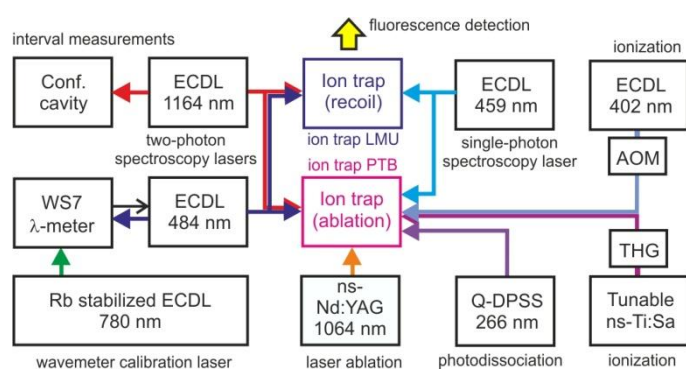 fluorescence detection
interval measurements
ionization
Conf.
cavity
ECDL
1164 nm
Ion trap
(recoil)
ECDL
459 nm
ECDL
402 nm
two-photon
spectroscopy lasers
ion trap LMU
ion trap PTB
single-photon
spectroscopy laser
AOM
WS7
λ-meter
ECDL
484 nm
Ion trap
(ablation)
THG
Rb stabilized ECDL
780 nm
ns-
Nd:YAG
1064 nm
Q-DPSS
266 nm
Tunable
ns-Ti:Sa
wavemeter calibration laser
laser ablation
photodissociation
ionization